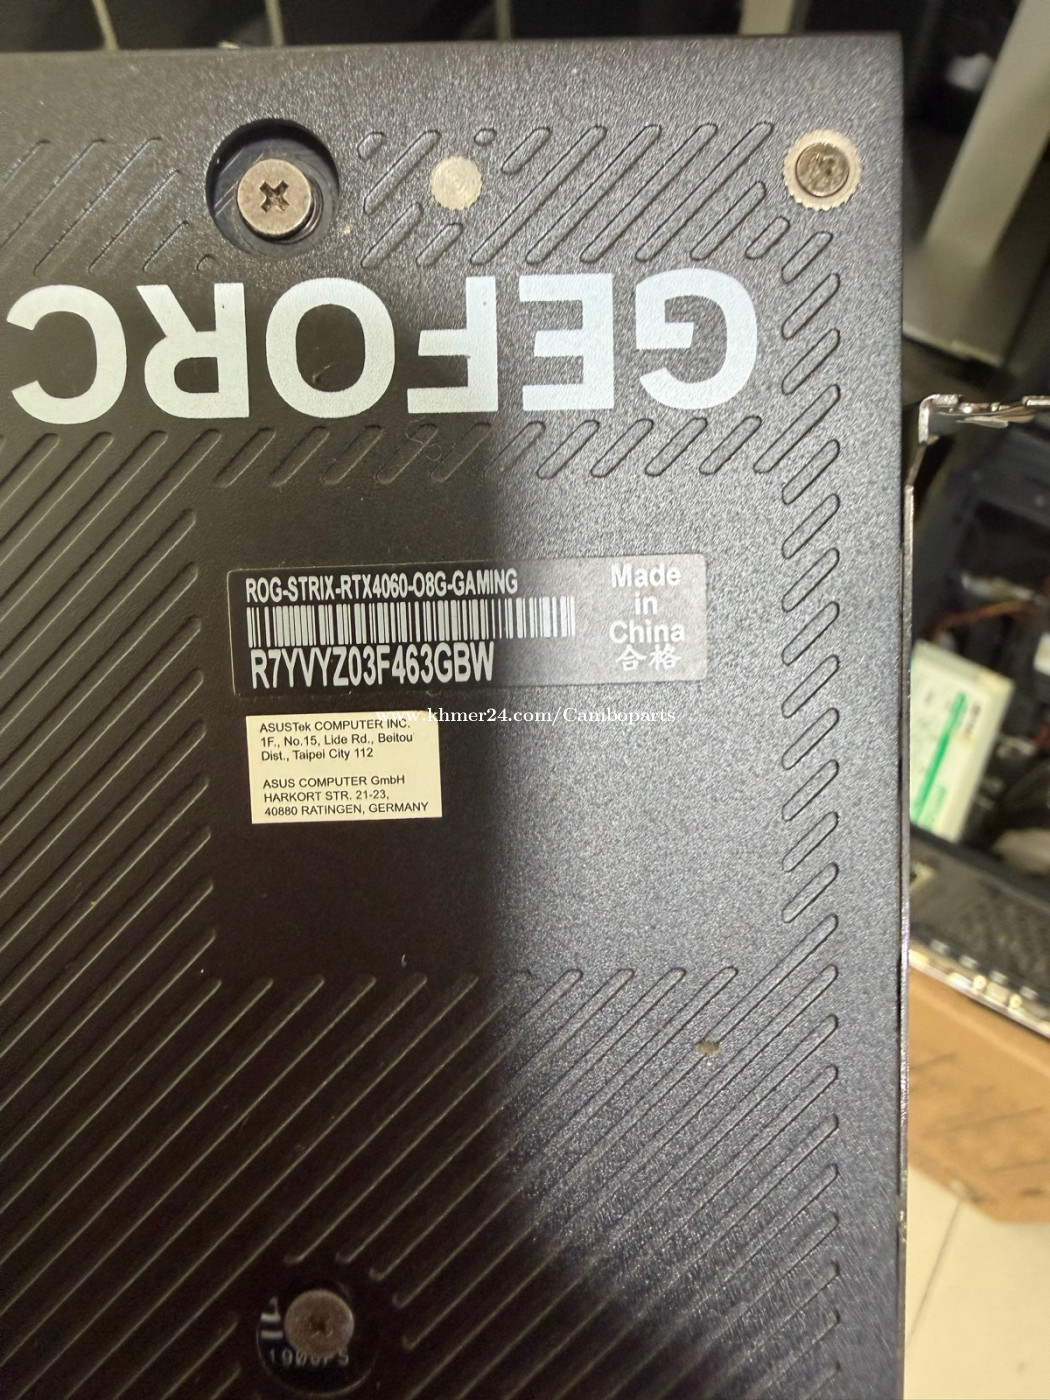 GEFORC
ROG-STRIX-RTX4060-O8G-GAMING
R7YVYZ03F463GBW
Made
in
China
合格
www.khmer24.com/Camboparts
ASUSTek COMPUTER INC.
1F., No.15, Lide Rd., Beitou
Dist., Taipei City 112
ASUS COMPUTER GmbH
HARKORT STR. 21-23,
40880 RATINGEN, GERMANY